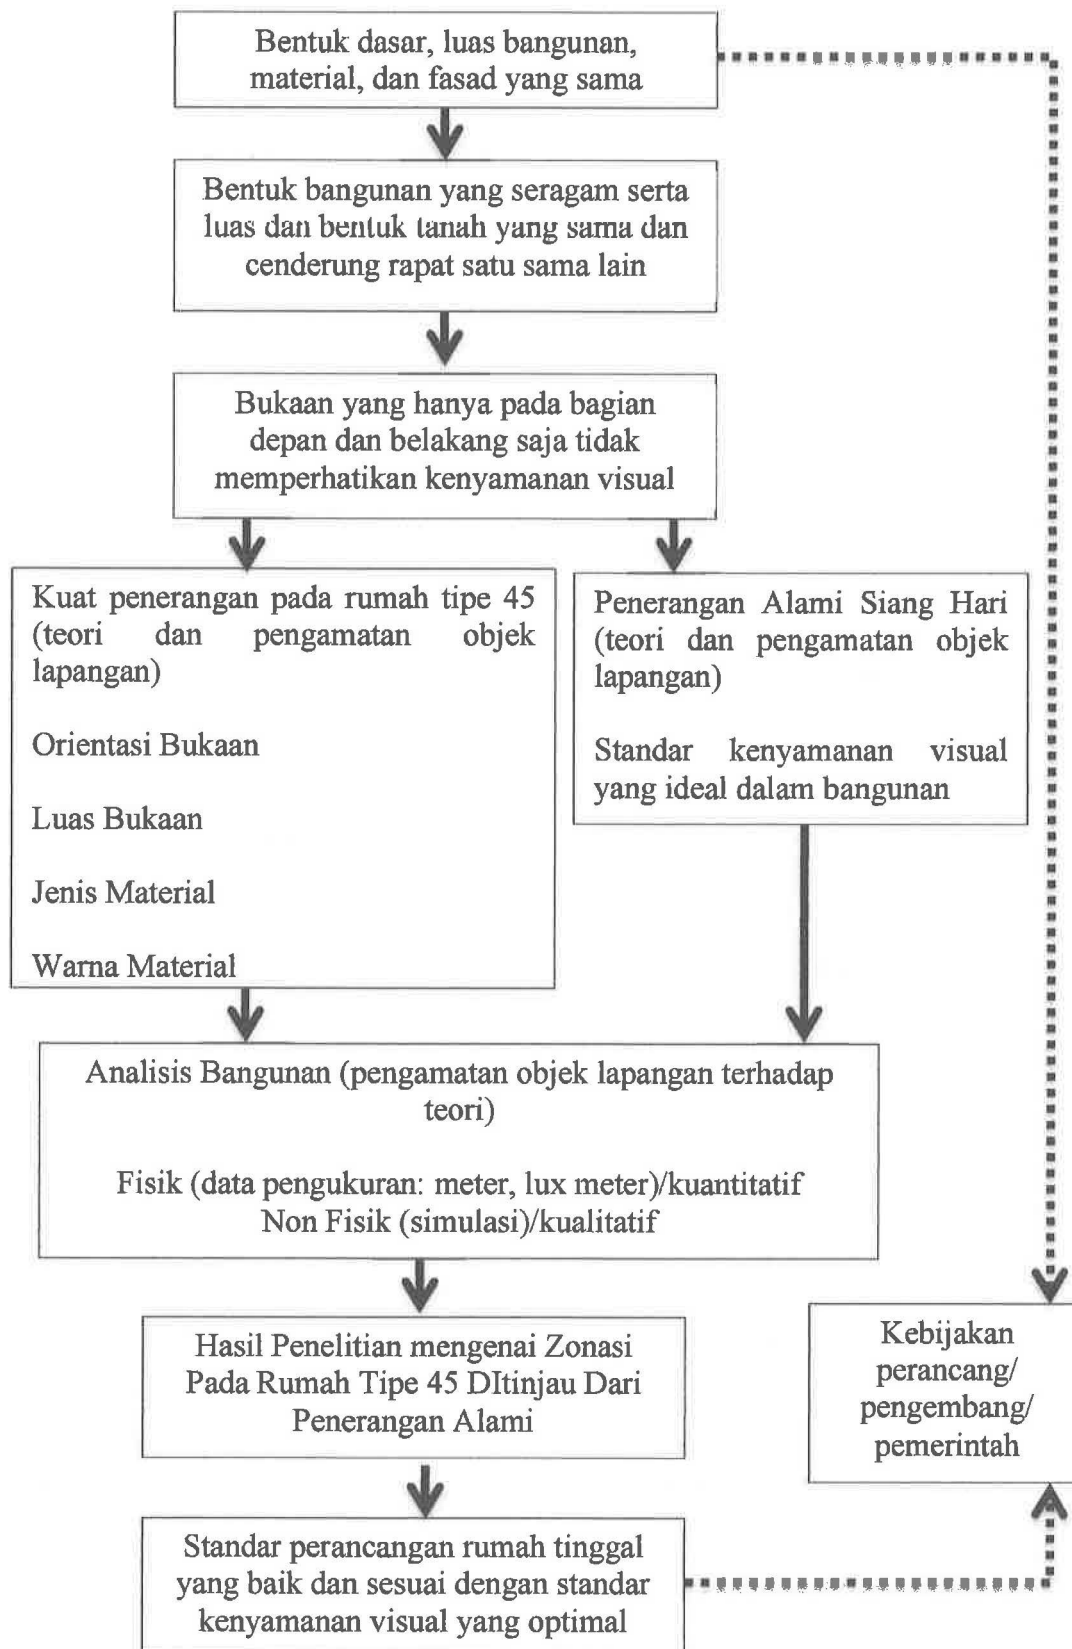 Bentuk dasar, luas bangunan,
material, dan fasad yang sama
Bentuk bangunan yang seragam serta
luas dan bentuk tanah yang sama dan
cenderung rapat satu sama lain
Bukaan yang hanya pada bagian
depan dan belakang saja tidak
memperhatikan kenyamanan visual
Kuat penerangan pada rumah tipe 45
(teori dan pengamatan objek
lapangan)
Orientasi Bukaan
Luas Bukaan
Jenis Material
Warna Material
Penerangan Alami Siang Hari
(teori dan pengamatan objek
lapangan)
Standar kenyamanan visual
yang ideal dalam bangunan
Analisis Bangunan (pengamatan objek lapangan terhadap
teori)
Fisik (data pengukuran: meter, lux meter)/kuantitatif
Non Fisik (simulasi)/kualitatif
Hasil Penelitian mengenai Zonasi
Pada Rumah Tipe 45 DItinjau Dari
Penerangan Alami
Kebijakan
perancang/
pengembang/
pemerintah
Standar perancangan rumah tinggal
yang baik dan sesuai dengan standar
kenyamanan visual yang optimal